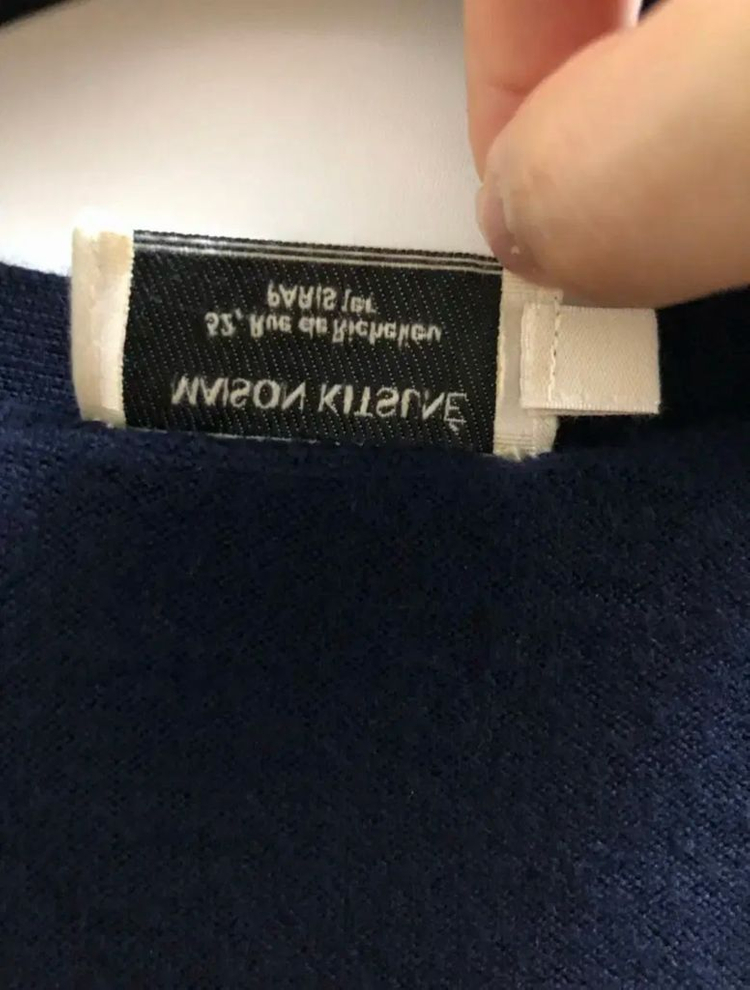 MAISON KITSUNÉ
52, Rue de Richelieu
PARIS 1er